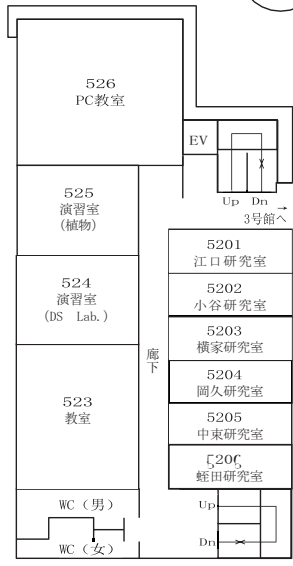 526
PC教室
EV
Up Dn
→
3号館へ
525
演習室
(植物)
524
演習室
(DS Lab.)
523
教室
廊下
5201
江口研究室
5202
小谷研究室
5203
横家研究室
5204
岡久研究室
5205
中束研究室
5206
蛭田研究室
WC（男）
WC（女）
Up
Dn